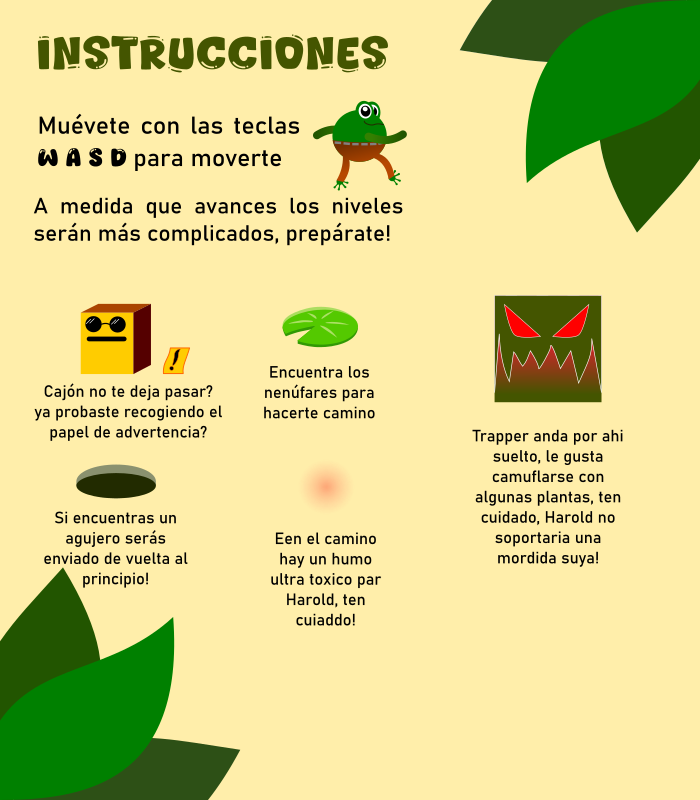 INSTRUCCIONES
Muévete con las teclas
WASD para moverte
A medida que avances los niveles
serán más complicados, prepárate!
Cajón no te deja pasar?
ya probaste recogiendo el
papel de advertencia?
Encuentra los
nenúfares para
hacerte camino
Trapper anda por ahi
suelto, le gusta
camuflarse con
algunas plantas, ten
cuidado, Harold no
soportaria una
mordida suya!
Si encuentras un
agujero serás
enviado de vuelta al
principio!
Een el camino
hay un humo
ultra toxico par
Harold, ten
cuiaddo!